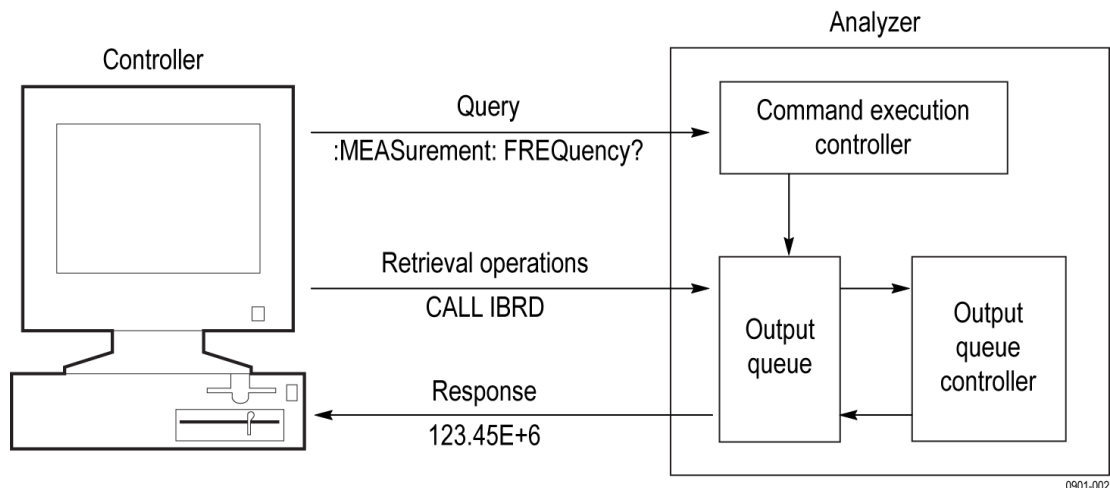 Analyzer
Controller
Query
:MEASurement: FREQuency?
Command execution
controller
Retrieval operations
CALL IBRD
Output
queue
Output
queue
controller
Response
123.45E+6
0901-002